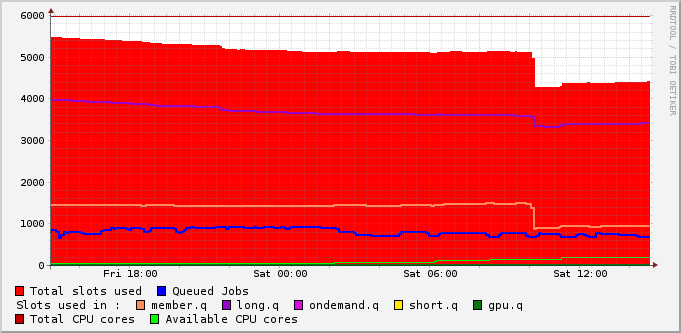 6000
5000
4000
3000
2000
1000
0
Fri 18:00 Sat 00:00 Sat 06:00 Sat 12:00
Total slots used Queued Jobs
Slots used in : member.q long.q ondemand.q short.q gpu.q
Total CPU cores Available CPU cores
RRDTOOL / TOBI OETIKER